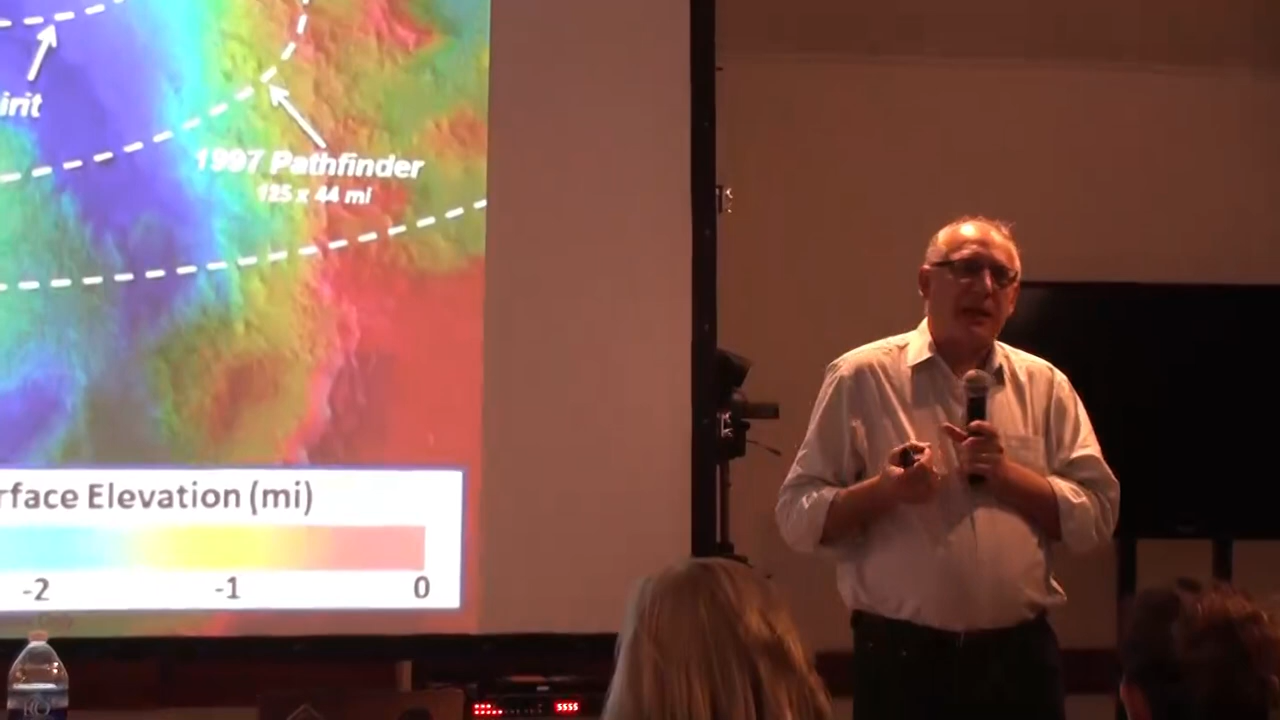 irit
1997 Pathfinder
125 x 44 mi
rface Elevation (mi)
-2 -1 0